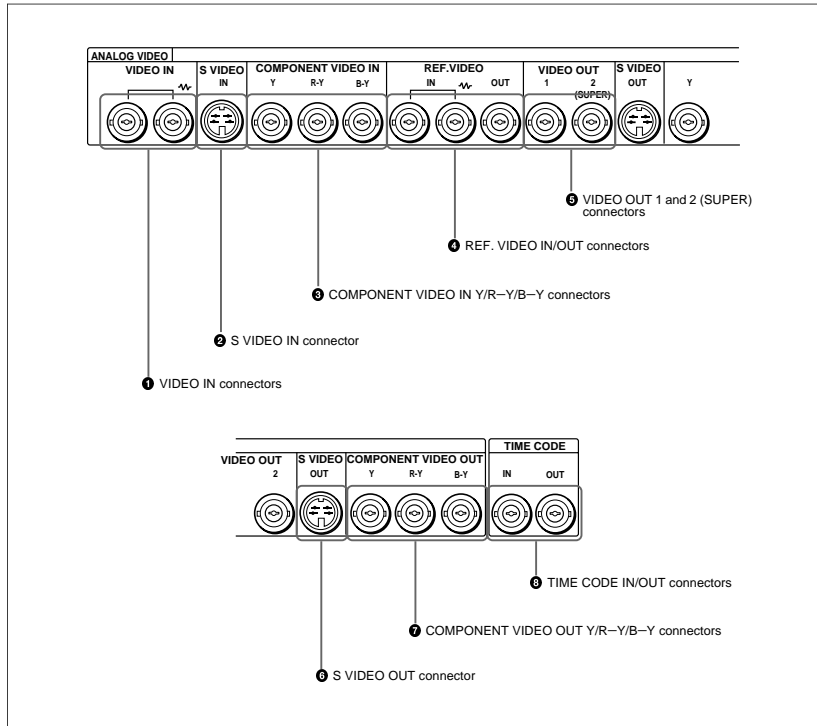 ANALOG VIDEO
VIDEO IN S VIDEO IN COMPONENT VIDEO IN Y R-Y B-Y REF.VIDEO IN OUT VIDEO OUT 1 2 (SUPER) S VIDEO OUT Y
❺ VIDEO OUT 1 and 2 (SUPER)
connectors
❹ REF. VIDEO IN/OUT connectors
❸ COMPONENT VIDEO IN Y/R−Y/B−Y connectors
❷ S VIDEO IN connector
❶ VIDEO IN connectors
TIME CODE
VIDEO OUT S VIDEO COMPONENT VIDEO OUT
2 OUT Y R-Y B-Y IN OUT
❽ TIME CODE IN/OUT connectors
❼ COMPONENT VIDEO OUT Y/R−Y/B−Y connectors
❻ S VIDEO OUT connector